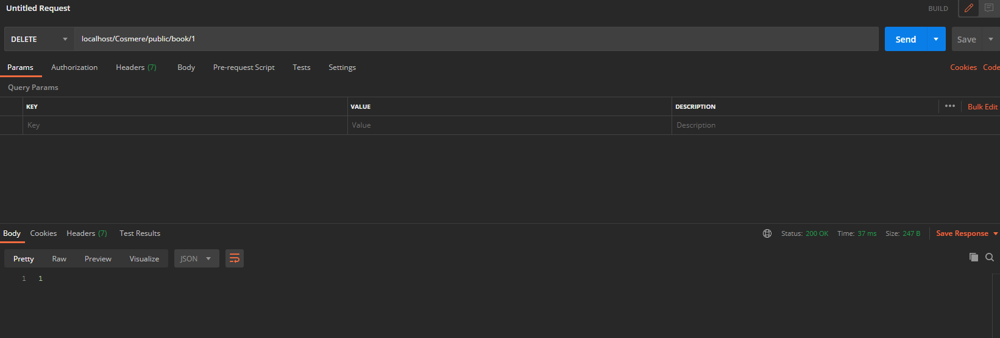 Untitled Request
BUILD
DELETE localhost/Cosmere/public/book/1 Send Save
Params Authorization Headers (7) Body Pre-request Script Tests Settings Cookies Code
Query Params
KEY VALUE DESCRIPTION ••• Bulk Edit
Key Value Description
Body Cookies Headers (7) Test Results Status: 200 OK Time: 37 ms Size: 247 B Save Response
Pretty Raw Preview Visualize JSON
1 1